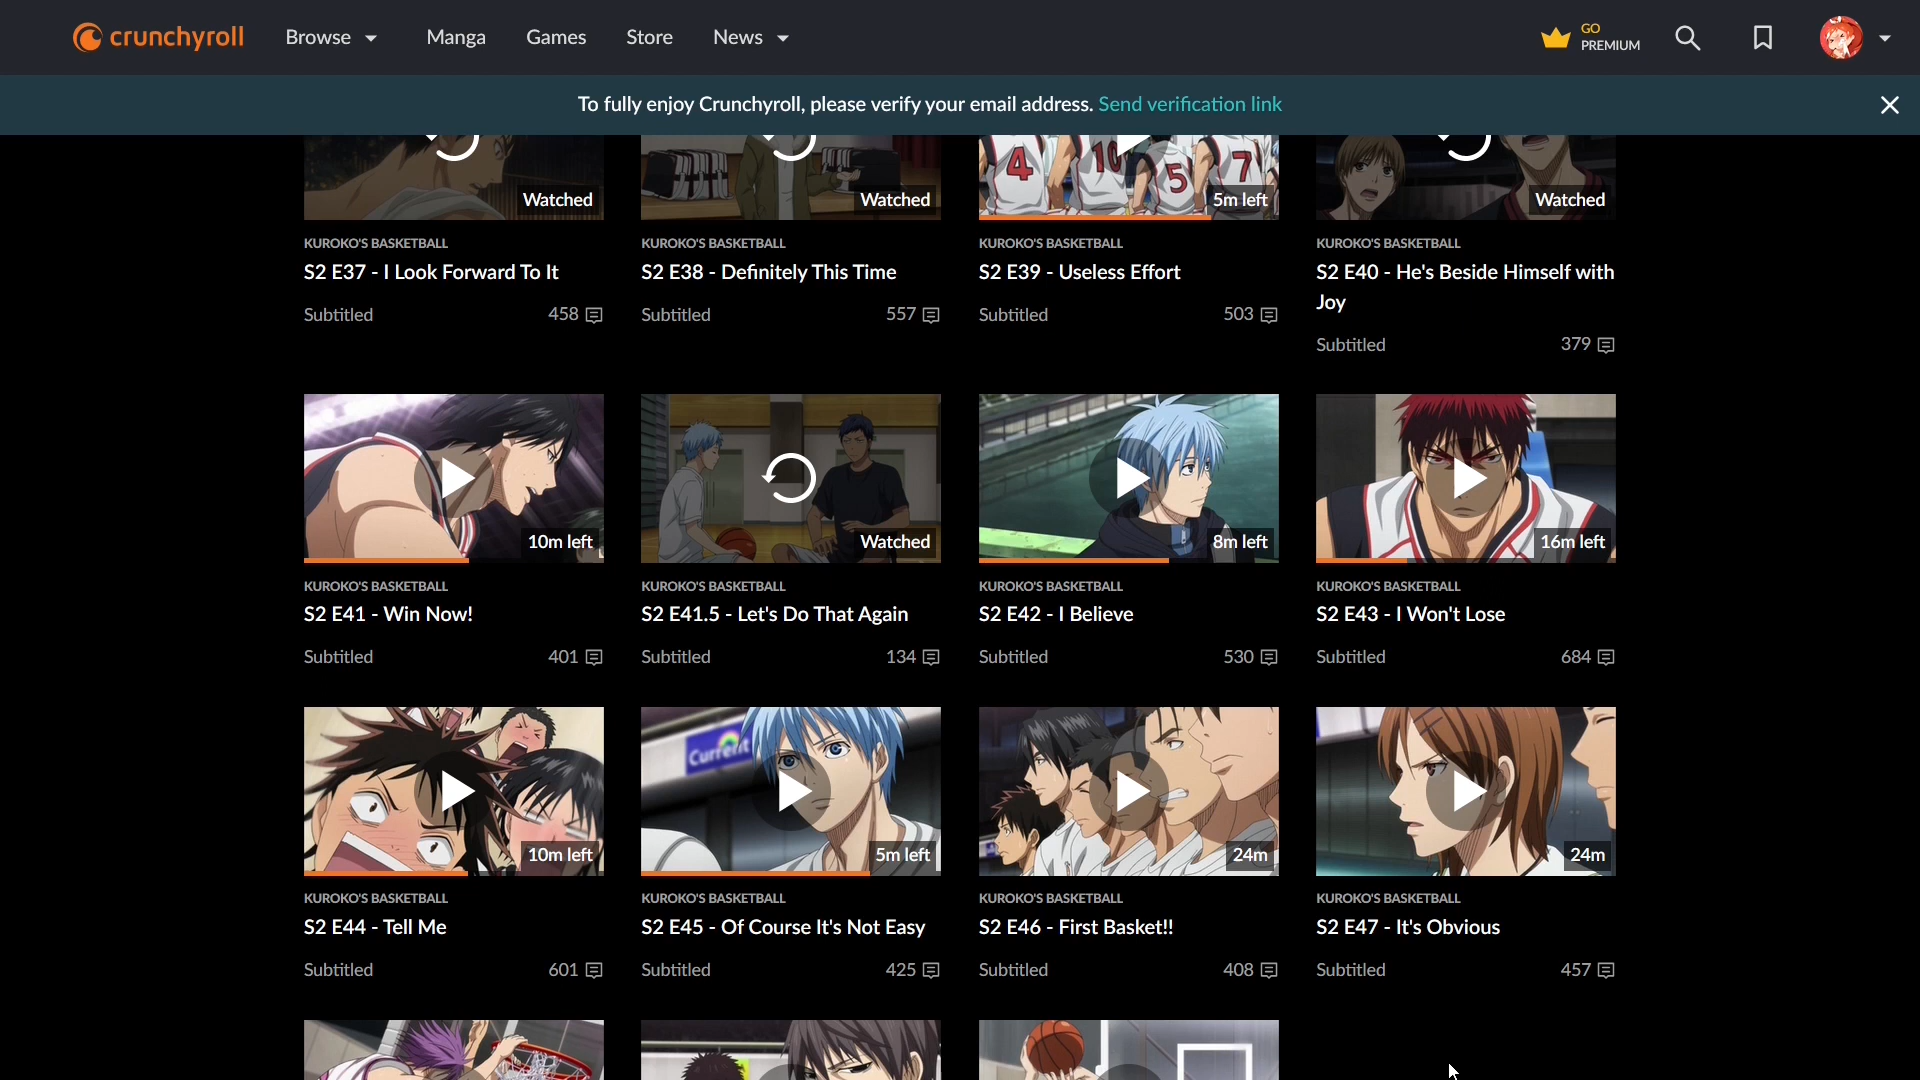 crunchyroll
Browse
Manga
Games
Store
News
GO
PREMIUM
To fully enjoy Crunchyroll, please verify your email address. Send verification link
Watched
Watched
4
10
5
7
5m left
Watched
KUROKO'S BASKETBALL
S2 E37 - I Look Forward To It
Subtitled
458
KUROKO'S BASKETBALL
S2 E38 - Definitely This Time
Subtitled
557
KUROKO'S BASKETBALL
S2 E39 - Useless Effort
Subtitled
503
KUROKO'S BASKETBALL
S2 E40 - He's Beside Himself with
Joy
Subtitled
379
10m left
KUROKO'S BASKETBALL
S2 E41 - Win Now!
Subtitled
401
Watched
KUROKO'S BASKETBALL
S2 E41.5 - Let's Do That Again
Subtitled
134
8m left
KUROKO'S BASKETBALL
S2 E42 - I Believe
Subtitled
530
16m left
KUROKO'S BASKETBALL
S2 E43 - I Won't Lose
Subtitled
684
10m left
KUROKO'S BASKETBALL
S2 E44 - Tell Me
Subtitled
601
Current
5m left
KUROKO'S BASKETBALL
S2 E45 - Of Course It's Not Easy
Subtitled
425
24m
KUROKO'S BASKETBALL
S2 E46 - First Basket!!
Subtitled
408
24m
KUROKO'S BASKETBALL
S2 E47 - It's Obvious
Subtitled
457